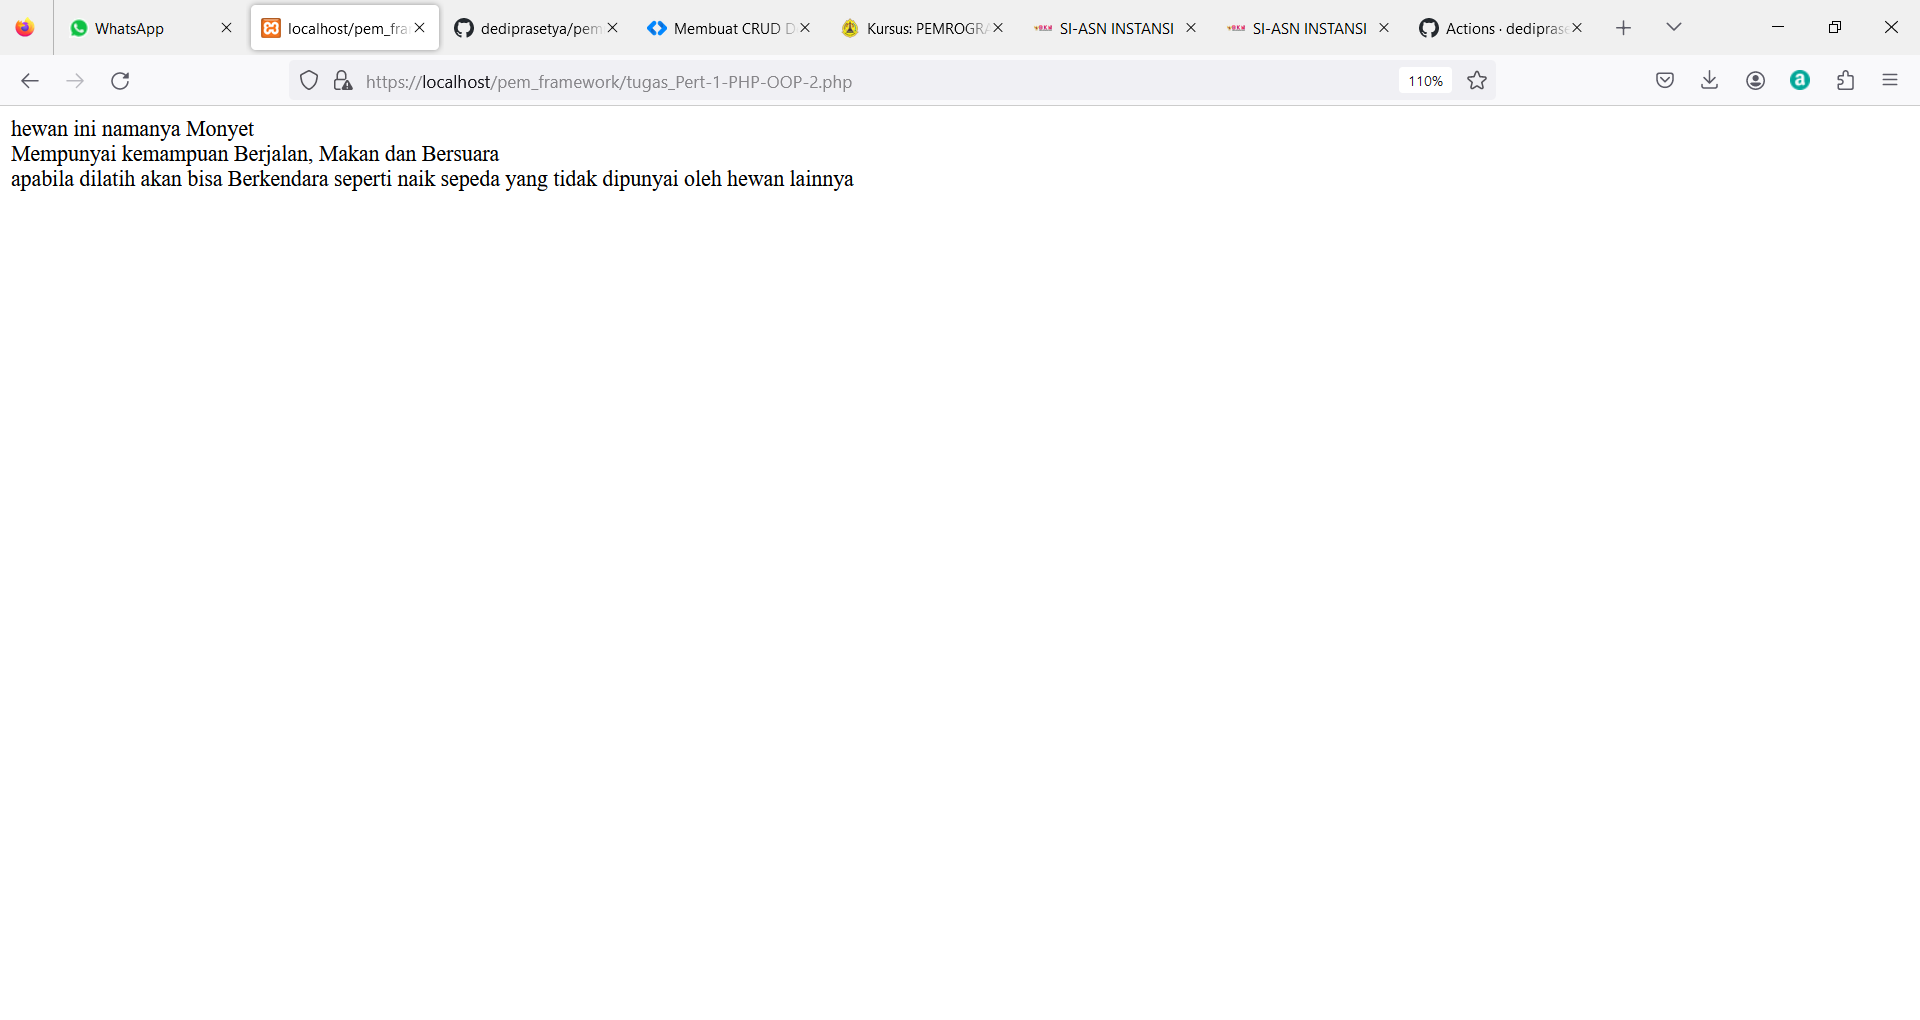 WhatsApp
localhost/pem_fra
dediprasetya/pem
Membuat CRUD D
Kursus: PEMROGRA
SI-ASN INSTANSI
SI-ASN INSTANSI
Actions · dediprase
https://localhost/pem_framework/tugas_Pert-1-PHP-OOP-2.php
110%
hewan ini namanya Monyet
Mempunyai kemampuan Berjalan, Makan dan Bersuara
apabila dilatih akan bisa Berkendara seperti naik sepeda yang tidak dipunyai oleh hewan lainnya